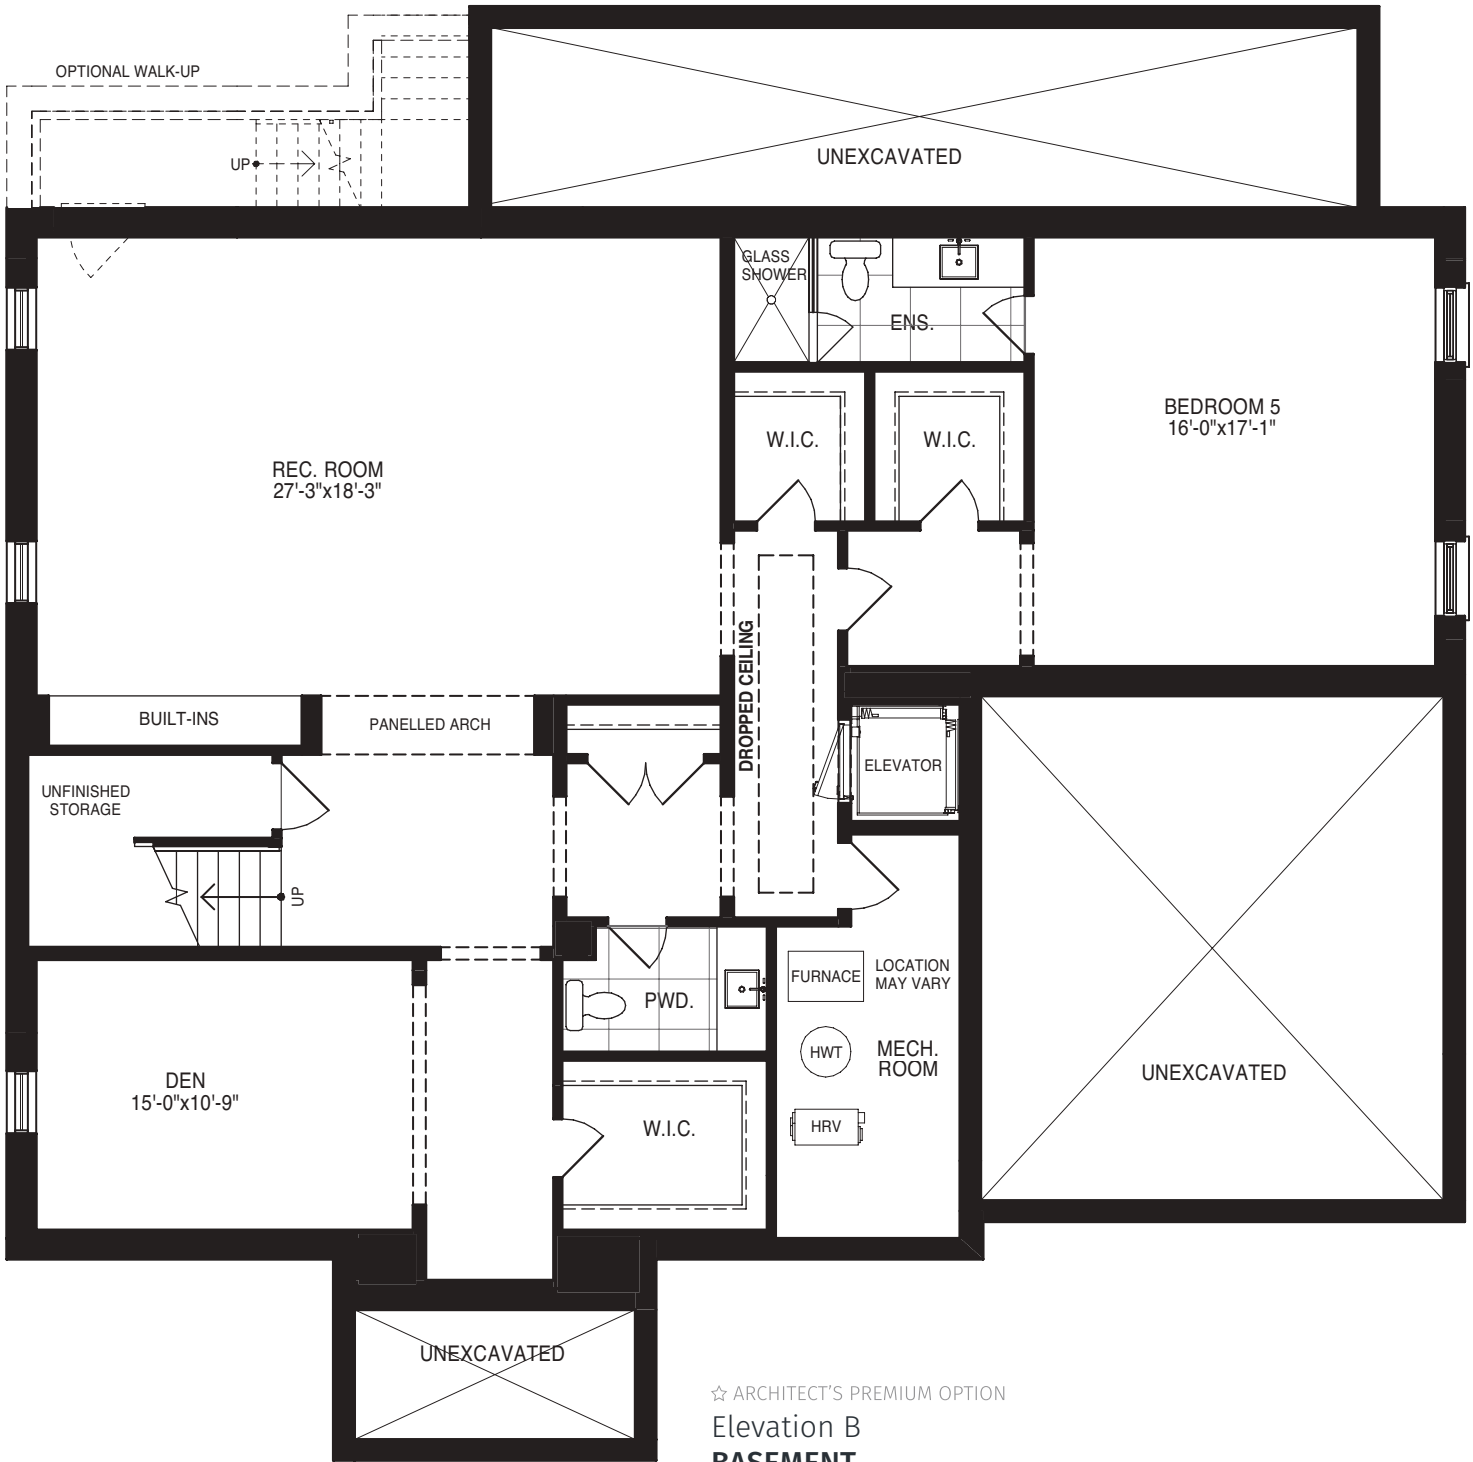 OPTIONAL WALK-UP
UP
UNEXCAVATED
GLASS
SHOWER
ENS.
W.I.C.
W.I.C.
BEDROOM 5
16'-0"x17'-1"
REC. ROOM
27'-3"x18'-3"
DROPPED CEILING
BUILT-INS
PANELLED ARCH
ELEVATOR
UNFINISHED
STORAGE
UP
FURNACE
LOCATION
MAY VARY
PWD.
HWT
MECH.
ROOM
UNEXCAVATED
DEN
15'-0"x10'-9"
W.I.C.
HRV
UNEXCAVATED
☆ ARCHITECT'S PREMIUM OPTION
Elevation B
BASEMENT